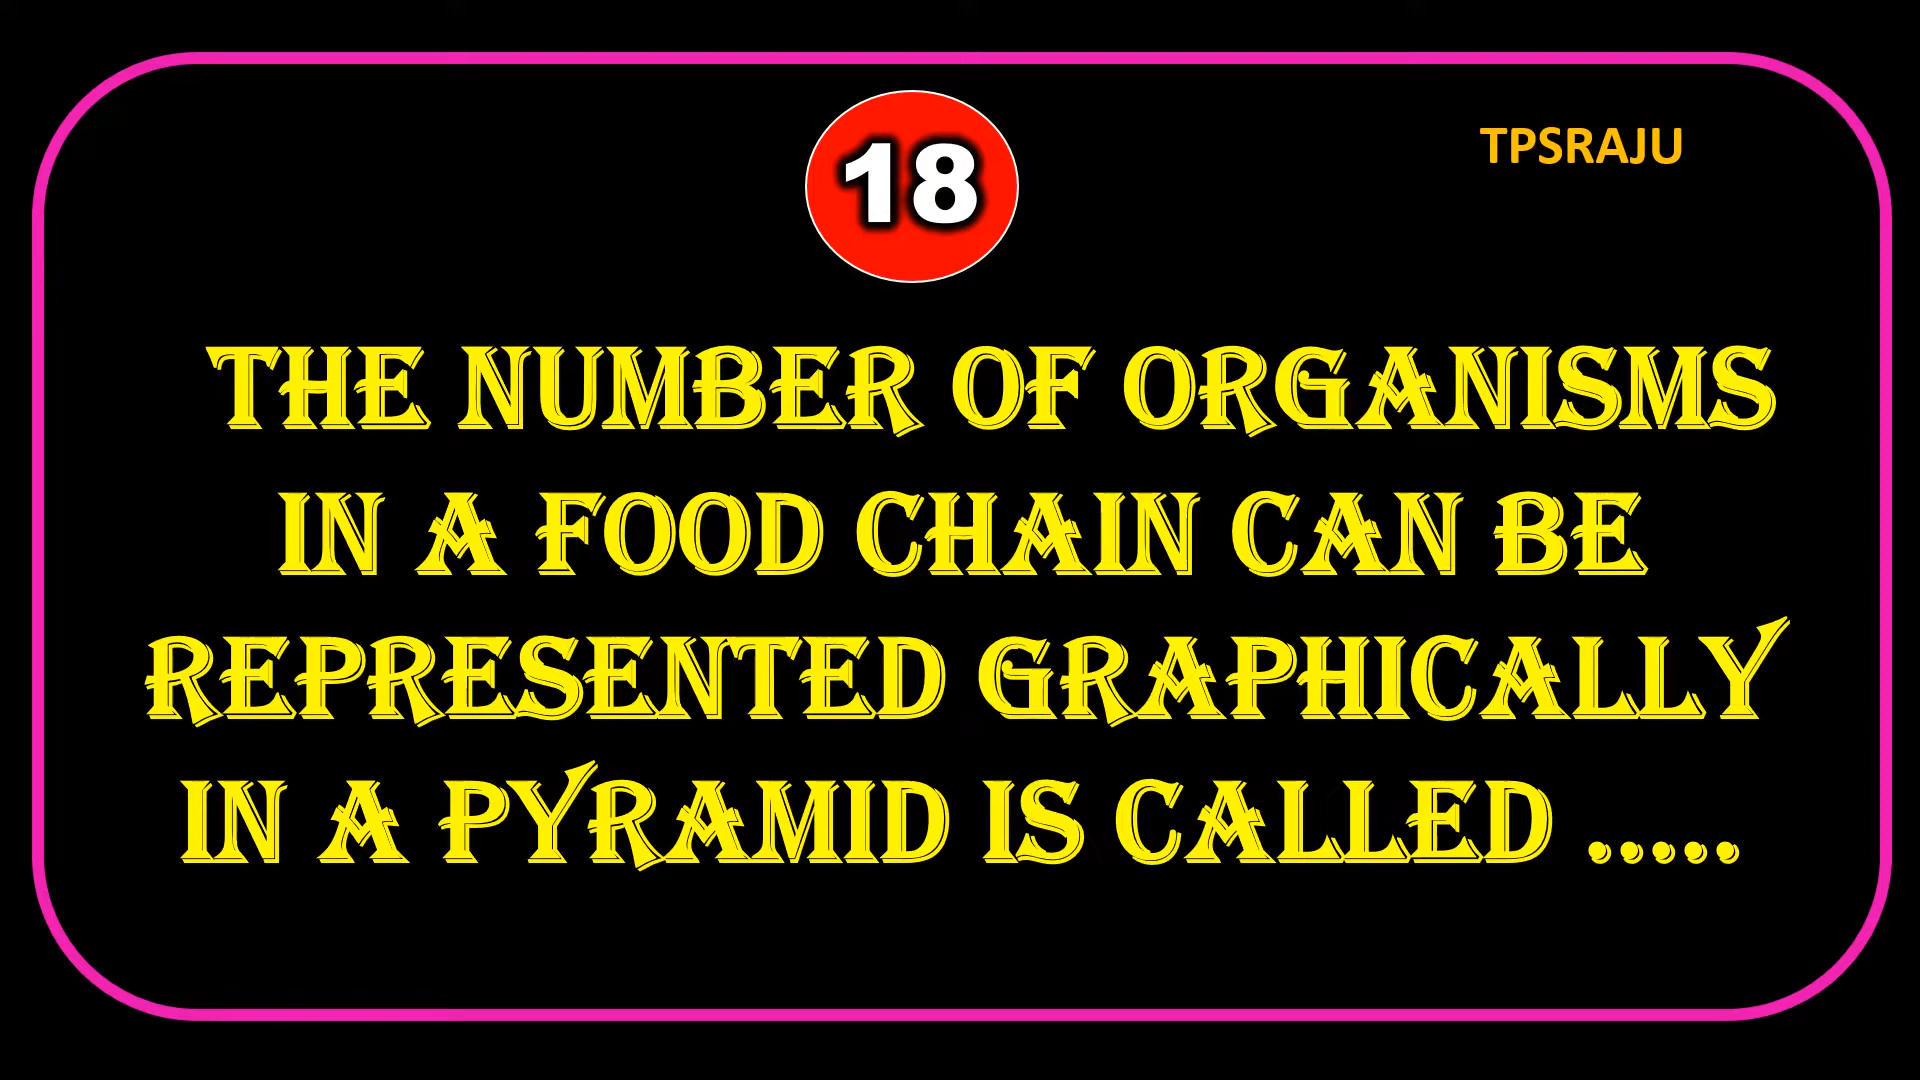 18
TPSRAJU
THE NUMBER OF ORGANISMS
IN A FOOD CHAIN CAN BE
REPRESENTED GRAPHICALLY
IN A PYRAMID IS CALLED .....